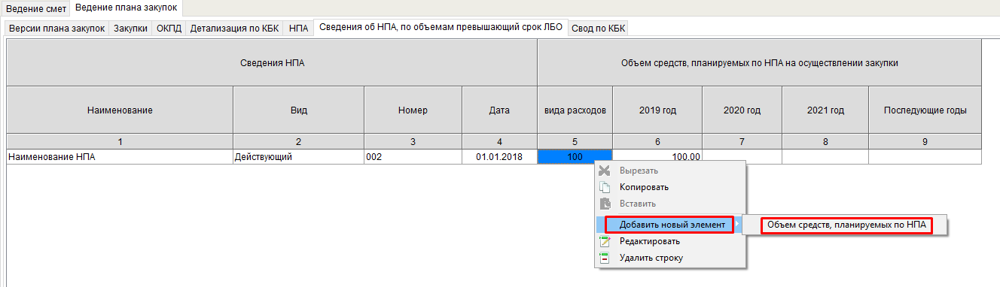 Ведение смет Ведение плана закупок
Версии плана закупок Закупки ОКПД Детализация по КБК НПА Сведения об НПА, по объемам превышающий срок ЛБО Свод по КБК
Сведения НПА Объем средств, планируемых по НПА на осуществлении закупки
Наименование Вид Номер Дата вида расходов 2019 год 2020 год 2021 год Последующие годы
1 2 3 4 5 6 7 8 9
Наименование НПА Действующий 002 01.01.2018 100 100.00
Вырезать
Копировать
Вставить
Добавить новый элемент Объем средств, планируемых по НПА
Редактировать
Удалить строку